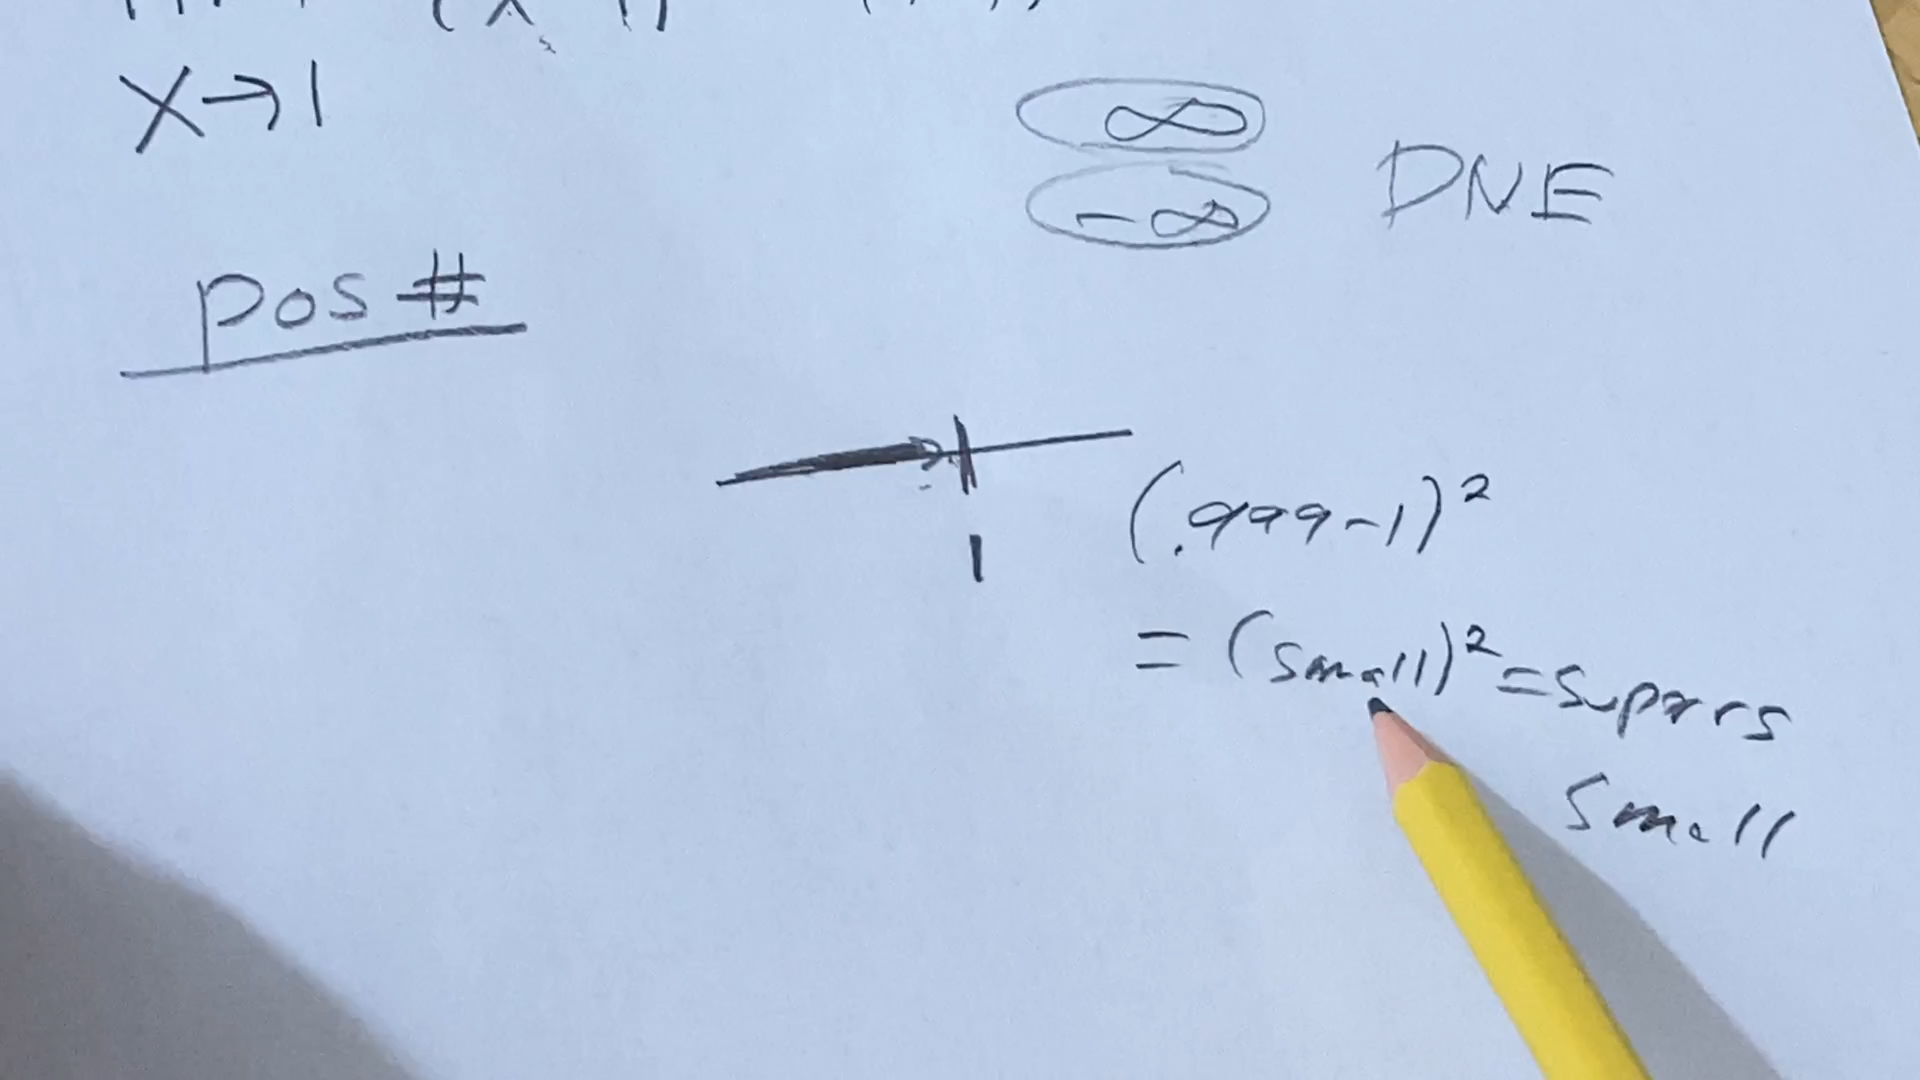 X→1
∞
-∞ DNE
pos #
1
(.999-1)²
= (small)² = supers
small